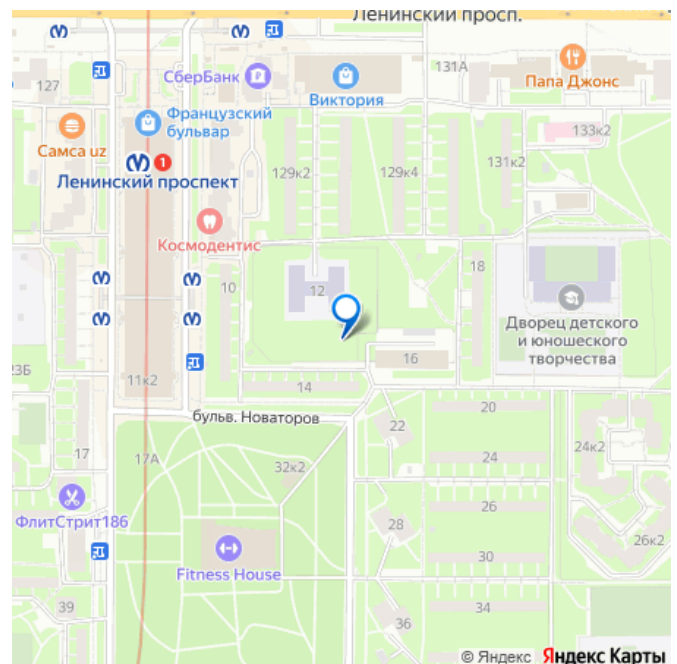 Ленинский просп.
127
СберБанк
Виктория
131А
Папа Джонс
Французский
бульвар
Самса uz
133к2
1
Ленинский проспект
129к2
129к4
131к2
Космодентис
10
12
18
Дворец детского
и юношеского
творчества
16
23Б
11к2
14
бульв. Новаторов
20
22
17
17А
32к2
24
24к2
ФлитСтрит186
26
28
26к2
30
Fitness House
39
34
36
© Яндекс Яндекс Карты